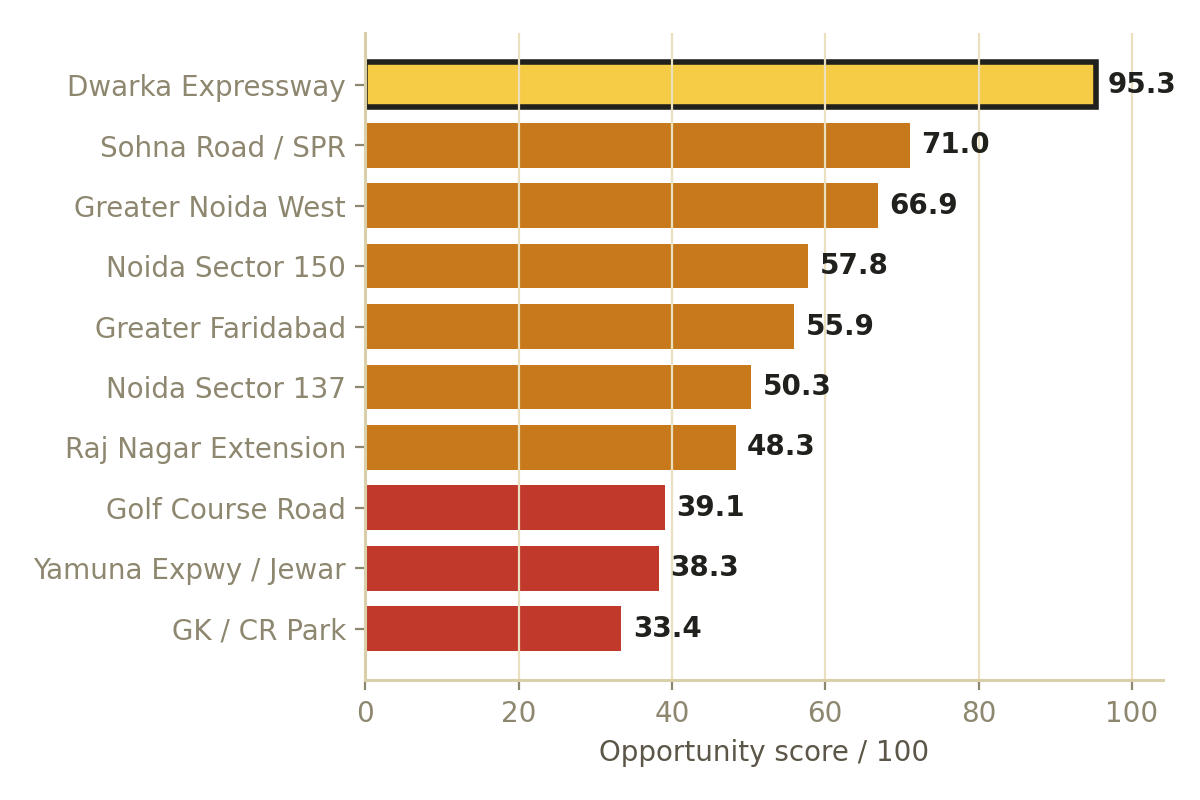 Dwarka Expressway 95.3
Sohna Road / SPR 71.0
Greater Noida West 66.9
Noida Sector 150 57.8
Greater Faridabad 55.9
Noida Sector 137 50.3
Raj Nagar Extension 48.3
Golf Course Road 39.1
Yamuna Expwy / Jewar 38.3
GK / CR Park 33.4
0 20 40 60 80 100
Opportunity score / 100